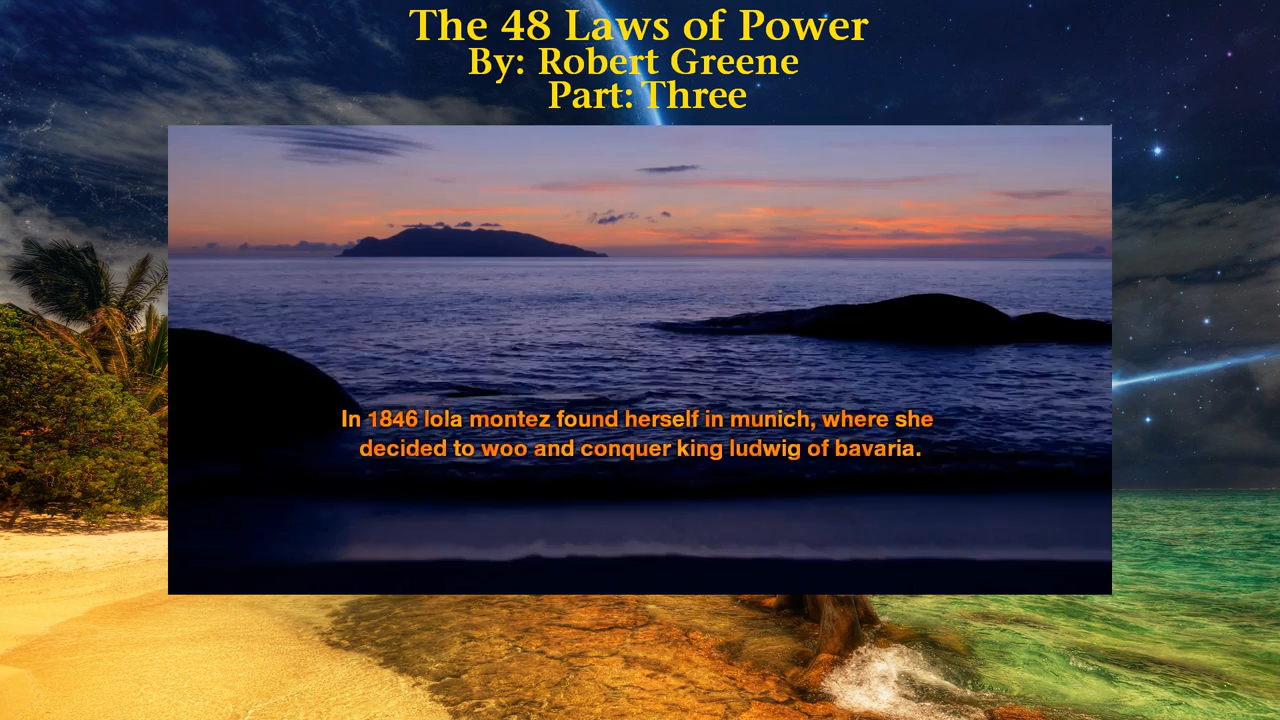 The 48 Laws of Power
By: Robert Greene
Part: Three
In 1846 lola montez found herself in munich, where she
decided to woo and conquer king ludwig of bavaria.